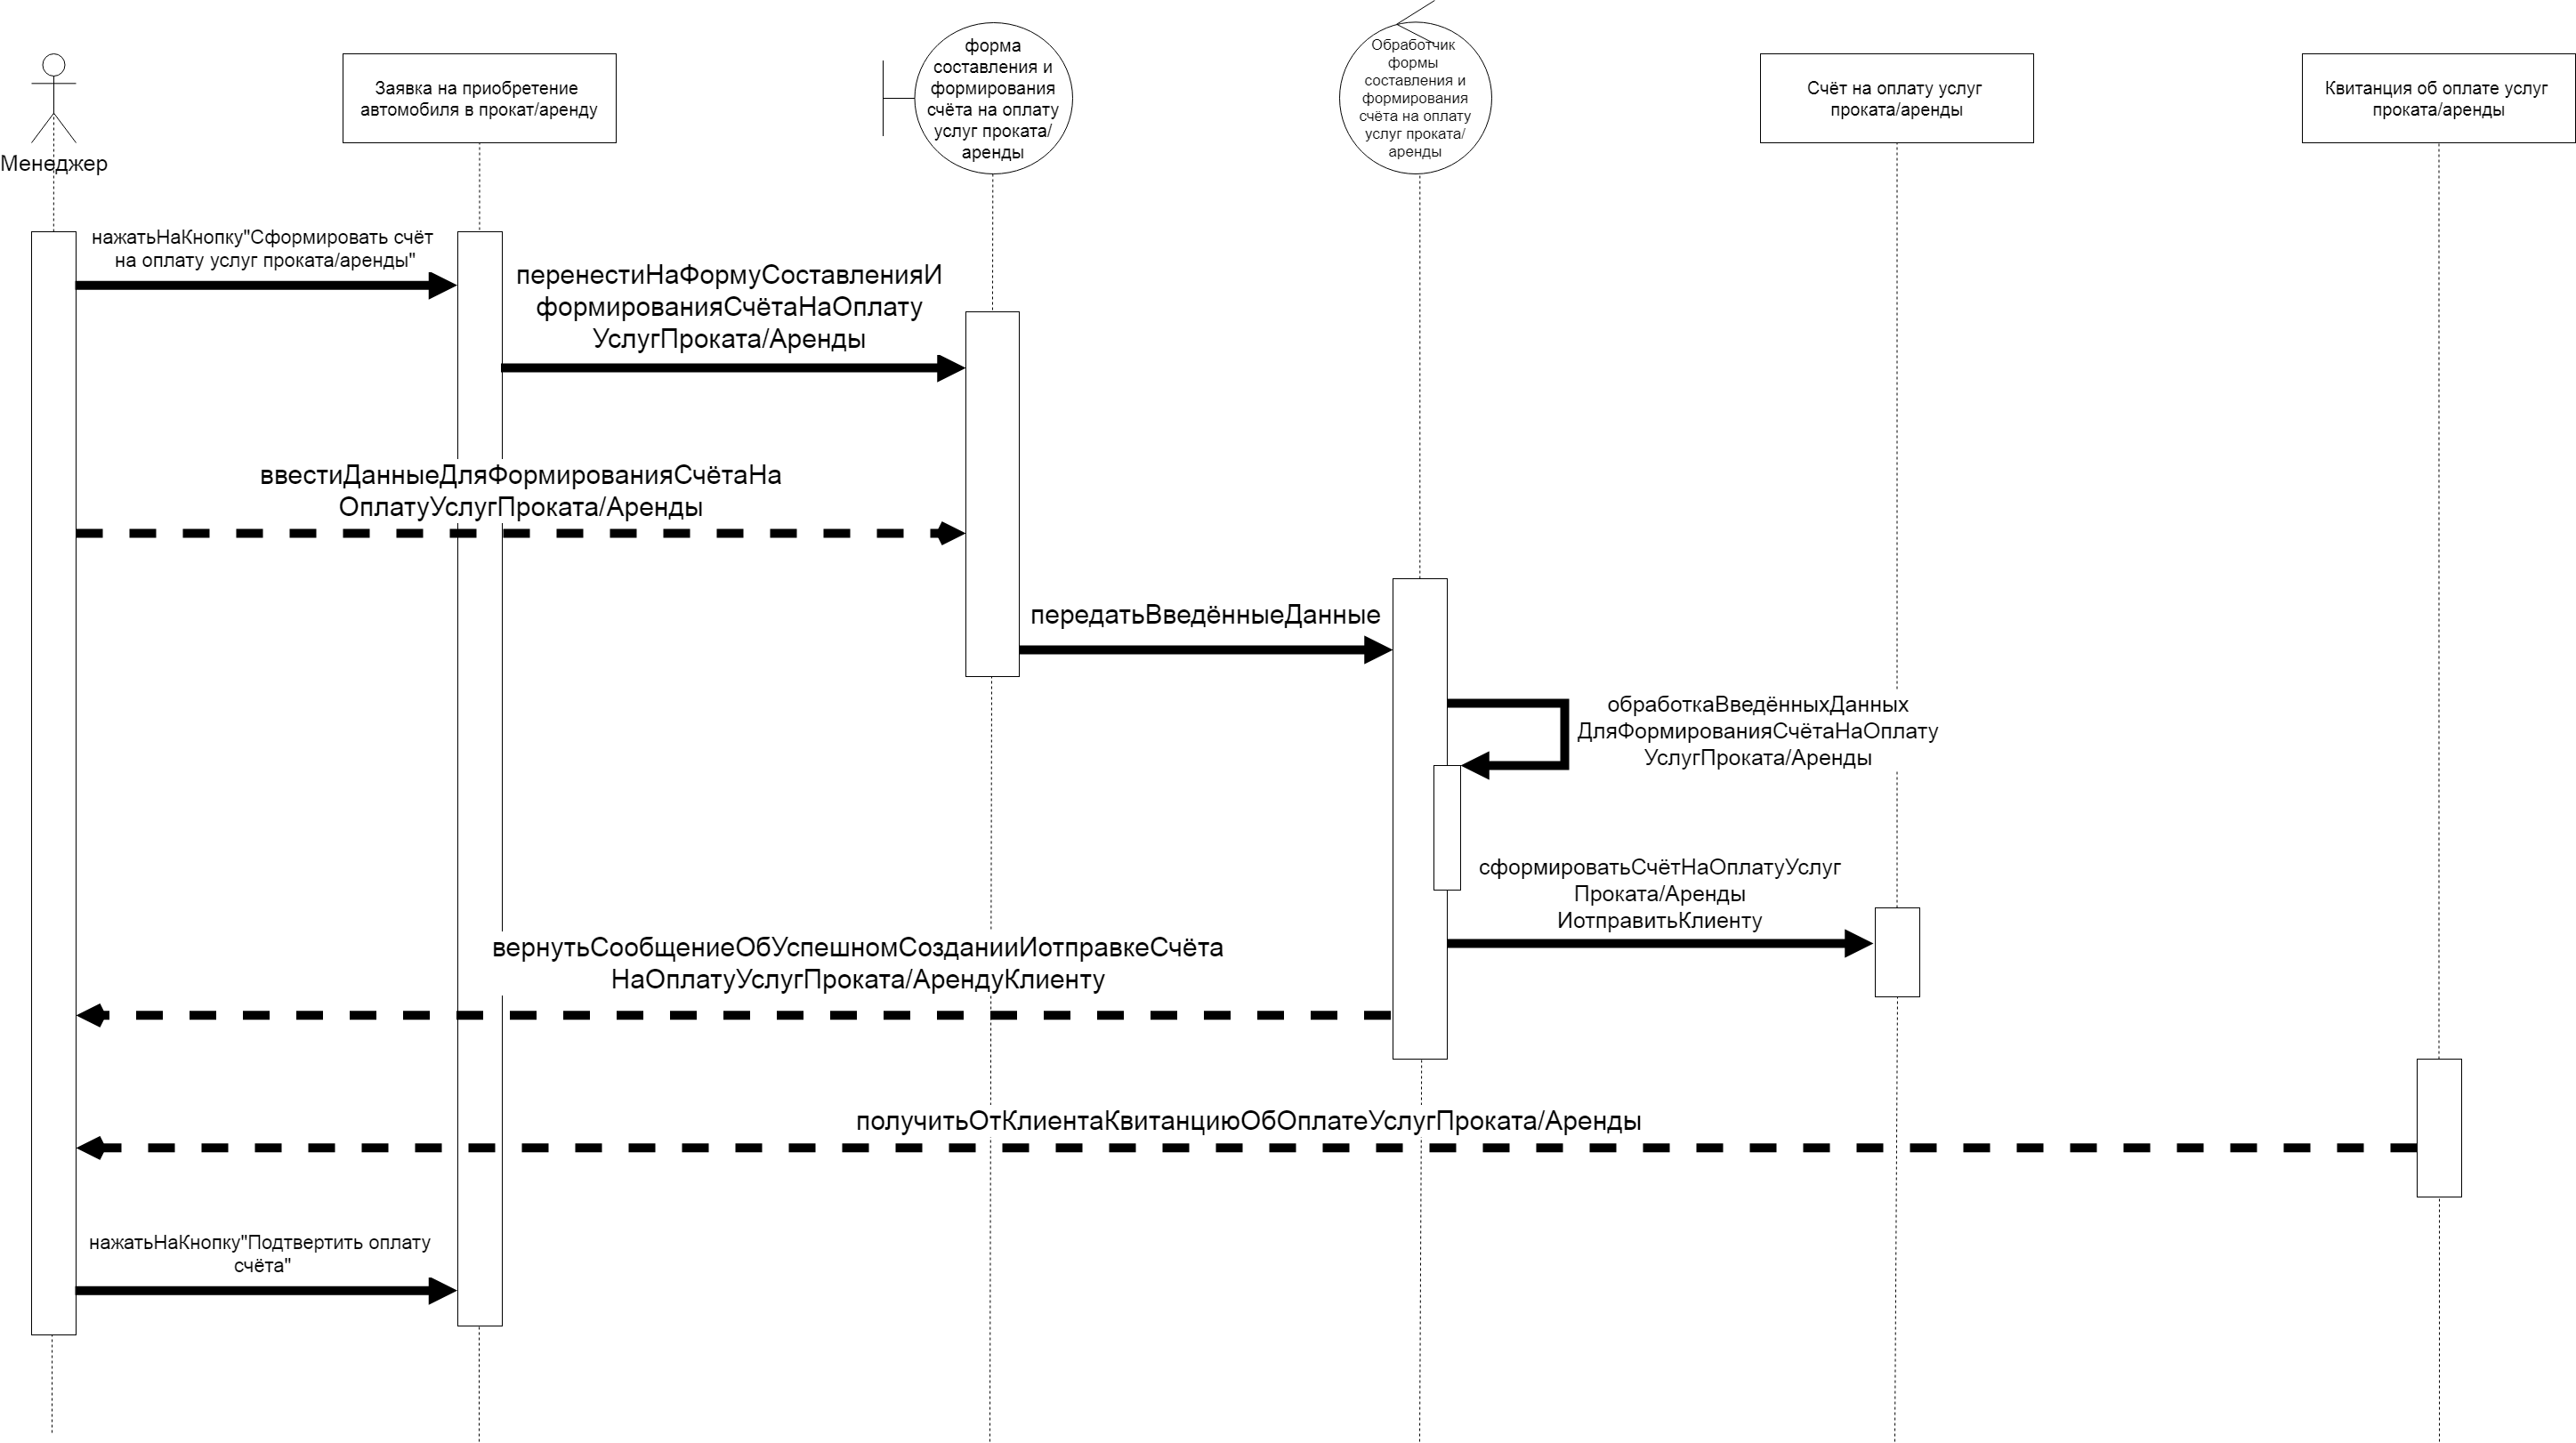 Менеджер
Заявка на приобретение
автомобиля в прокат/аренду
форма
составления и
формирования
счёта на оплату
услуг проката/
аренды
Обработчик
формы
составления и
формирования
счёта на оплату
услуг проката/
аренды
Счёт на оплату услуг
проката/аренды
Квитанция об оплате услуг
проката/аренды
нажатьНаКнопку"Сформировать счёт
на оплату услуг проката/аренды"
перенестиНаФормуСоставленияИ
формированияСчётаНаОплату
УслугПроката/Аренды
ввестиДанныеДляФормированияСчётаНа
ОплатуУслугПроката/Аренды
передатьВведённыеДанные
обработкаВведённыхДанных
ДляФормированияСчётаНаОплату
УслугПроката/Аренды
сформироватьСчётНаОплатуУслуг
Проката/Аренды
ИотправитьКлиенту
вернутьСообщениеОбУспешномСозданииИотправкеСчёта
НаОплатуУслугПроката/АрендуКлиенту
получитьОтКлиентаКвитанциюОбОплатеУслугПроката/Аренды
нажатьНаКнопку"Подтвертить оплату
счёта"